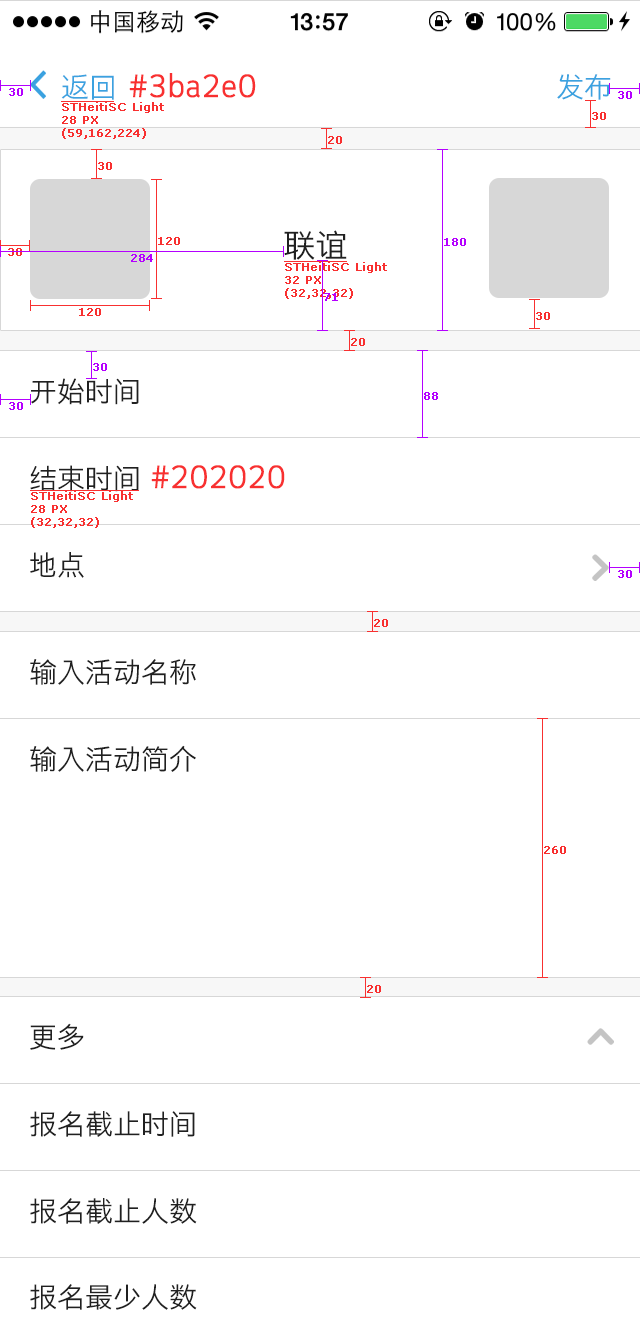 中国移动 13:57 100%
返回 #3ba2e0 发布
30 30
STHeitiSC Light
28 PX
(59,162,224)
30
20
30
联谊
120 180
30 284
STHeitiSC Light
32 PX
(32,32,32)
71
120 30
20
30
开始时间 88
30
结束时间 #202020
STHeitiSC Light
28 PX
(32,32,32)
地点 30
20
输入活动名称
输入活动简介
260
20
更多
报名截止时间
报名截止人数
报名最少人数